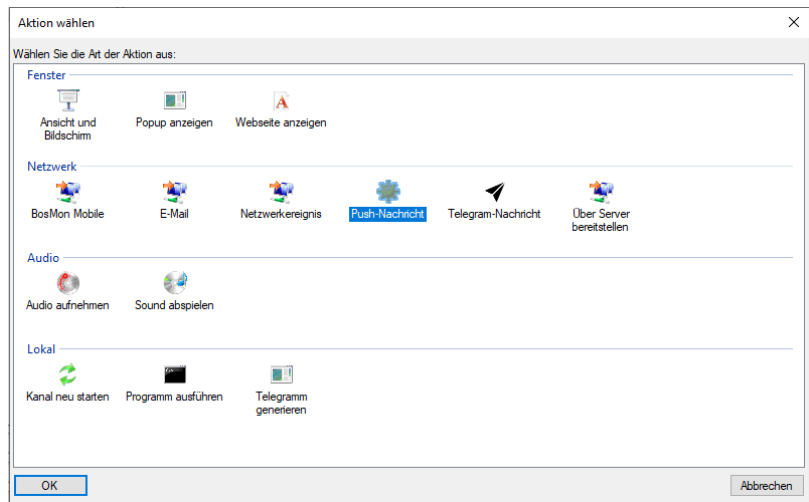 Aktion wählen
Wählen Sie die Art der Aktion aus:
Fenster
Ansicht und Bildschirm
Popup anzeigen
Webseite anzeigen
Netzwerk
BosMon Mobile
E-Mail
Netzwerkereignis
Push-Nachricht
Telegram-Nachricht
Über Server bereitstellen
Audio
Audio aufnehmen
Sound abspielen
Lokal
Kanal neu starten
Programm ausführen
Telegramm generieren
OK
Abbrechen